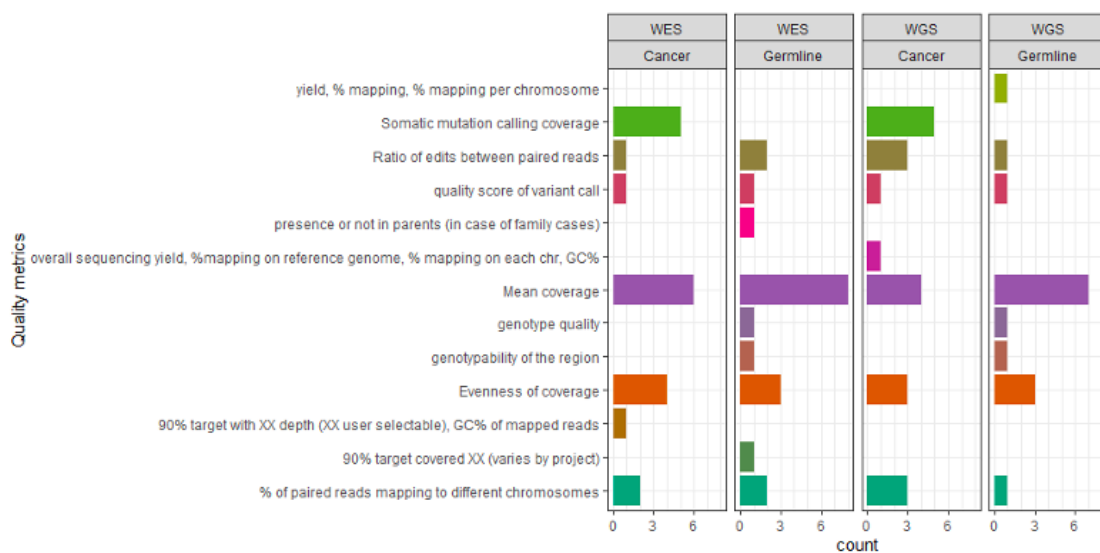 WES WES WGS WGS
Cancer Germline Cancer Germline
yield, % mapping, % mapping per chromosome
Somatic mutation calling coverage
Ratio of edits between paired reads
quality score of variant call
presence or not in parents (in case of family cases)
overall sequencing yield, %mapping on reference genome, % mapping on each chr, GC%
Mean coverage
genotype quality
genotypability of the region
Evenness of coverage
90% target with XX depth (XX user selectable), GC% of mapped reads
90% target covered XX (varies by project)
% of paired reads mapping to different chromosomes
Quality metrics
0 3 6 0 3 6 0 3 6 0 3 6
count